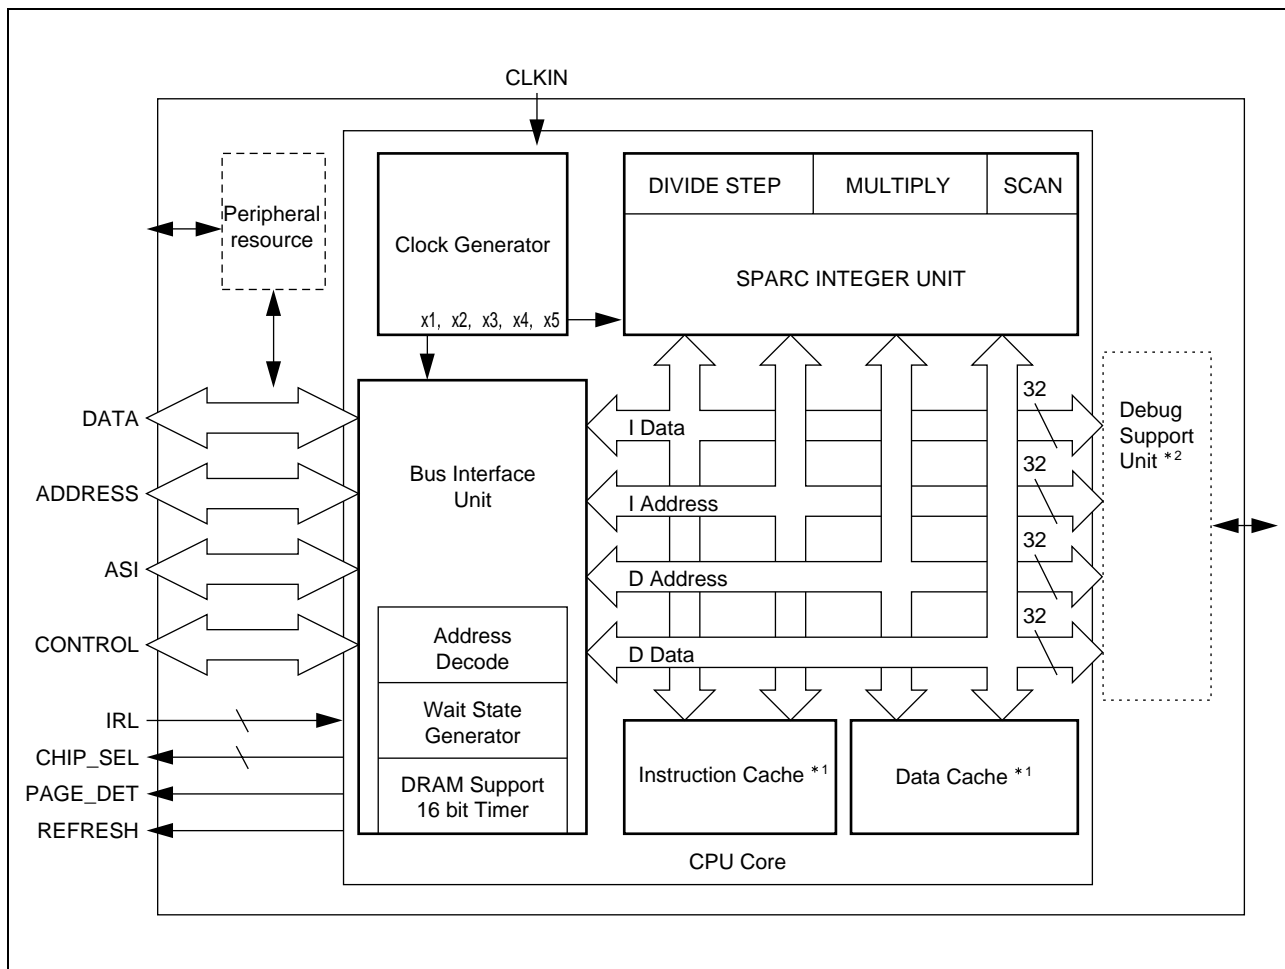 CLKIN
Peripheral
resource
Clock Generator
x1, x2, x3, x4, x5
DIVIDE STEP
MULTIPLY
SCAN
SPARC INTEGER UNIT
DATA
ADDRESS
ASI
CONTROL
IRL
CHIP_SEL
PAGE_DET
REFRESH
Bus Interface
Unit
Address
Decode
Wait State
Generator
DRAM Support
16 bit Timer
I Data
32
I Address
32
D Address
32
D Data
32
Debug
Support
Unit *2
Instruction Cache *1
Data Cache *1
CPU Core